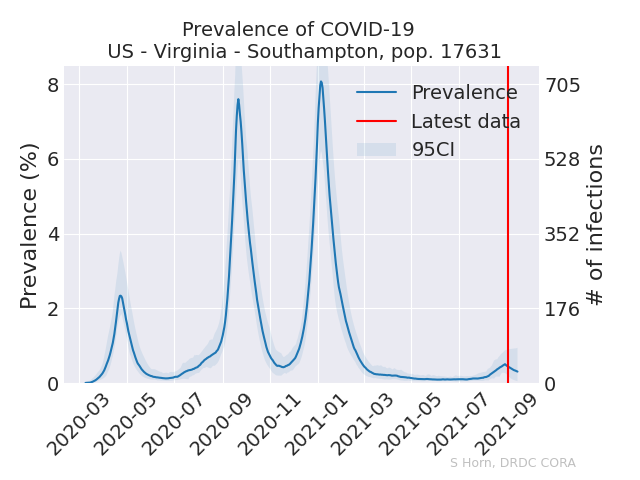 Prevalence of COVID-19
US - Virginia - Southampton, pop. 17631
Prevalence (%)
8
6
4
2
0
Prevalence
Latest data
95CI
705
528
352
176
0
# of infections
2020-03
2020-05
2020-07
2020-09
2020-11
2021-01
2021-03
2021-05
2021-07
2021-09
S Horn, DRDC CORA